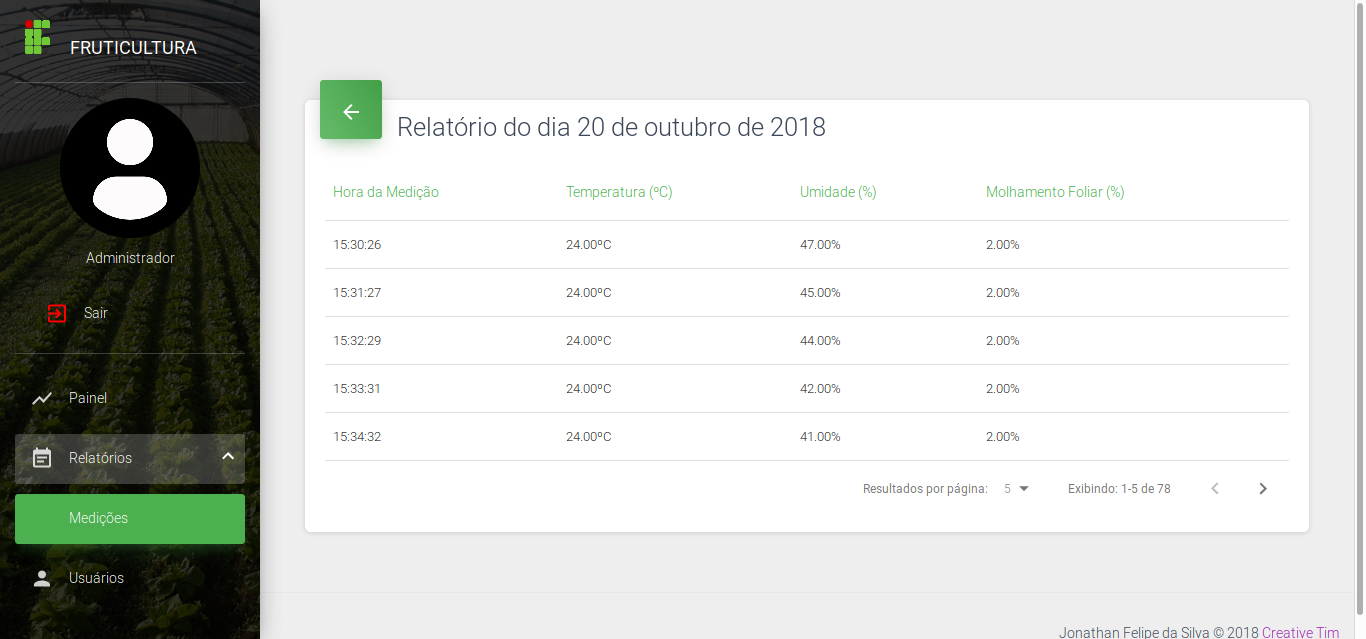 FRUTICULTURA
Administrador
Sair
Painel
Relatórios
Medições
Usuários
Relatório do dia 20 de outubro de 2018
Hora da Medição Temperatura (ºC) Umidade (%) Molhamento Foliar (%)
15:30:26 24.00ºC 47.00% 2.00%
15:31:27 24.00ºC 45.00% 2.00%
15:32:29 24.00ºC 44.00% 2.00%
15:33:31 24.00ºC 42.00% 2.00%
15:34:32 24.00ºC 41.00% 2.00%
Resultados por página: 5 Exibindo: 1-5 de 78
Jonathan Felipe da Silva © 2018 Creative Tim